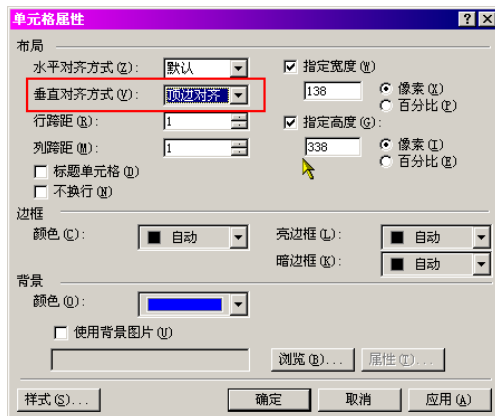 单元格属性
布局
水平对齐方式(Z): 默认 指定宽度(W)
垂直对齐方式(V): 顶边对齐 138 像素(X)
百分比(P)
行跨距(R): 1 指定高度(G):
列跨距(M): 1 338 像素(I)
标题单元格(D) 百分比(E)
不换行(N)
边框
颜色(C): 自动 亮边框(L): 自动
暗边框(K): 自动
背景
颜色(O):
使用背景图片(U)
浏览(B)... 属性(T)...
样式(S)... 确定 取消 应用(A)